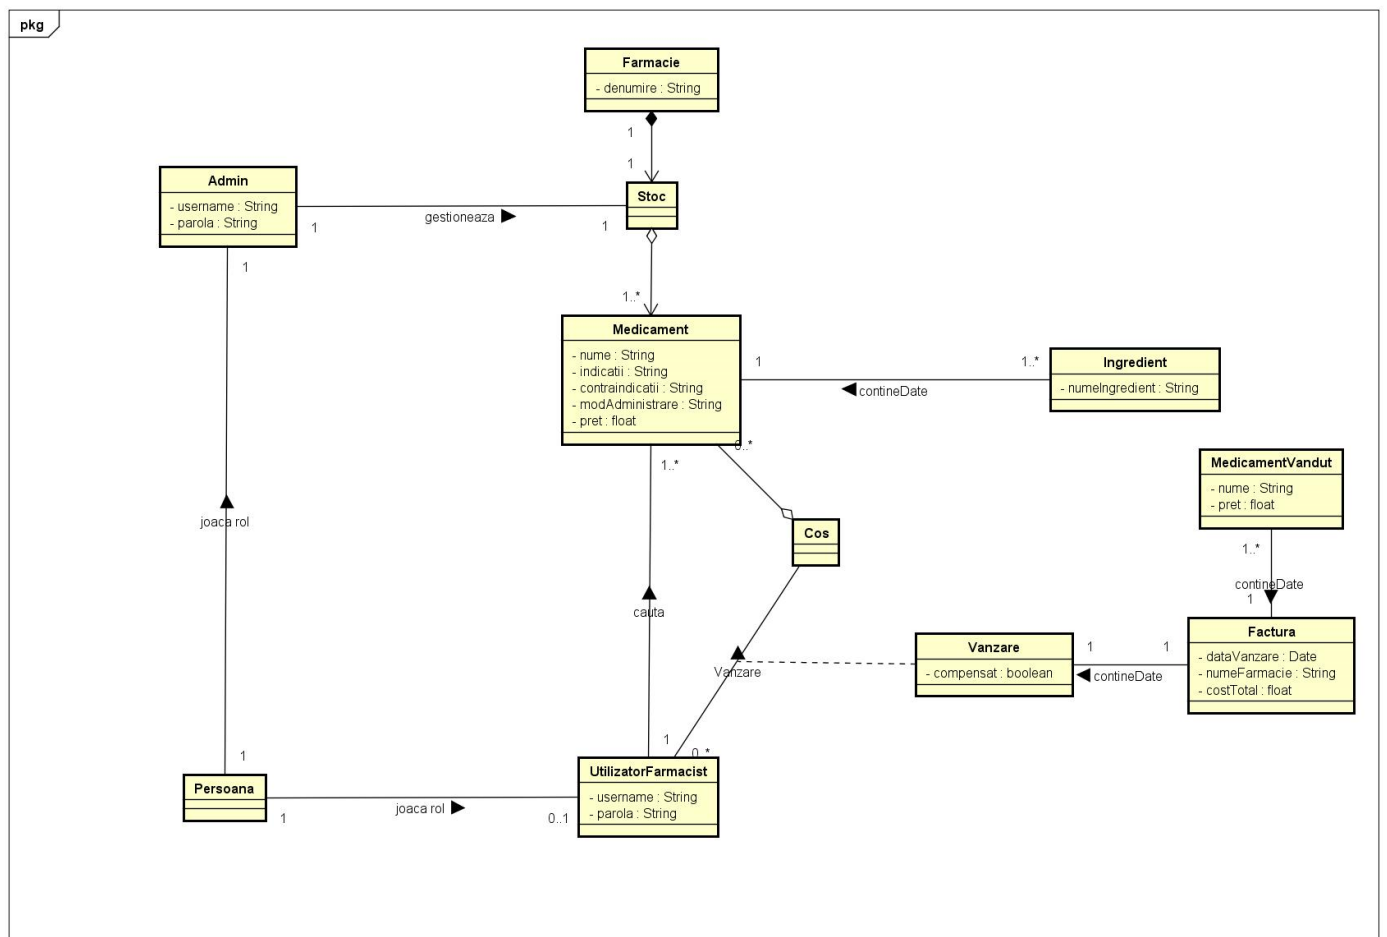 pkg
Farmacie
- denumire : String
1
1
Admin
- username : String
- parola : String
1
gestioneaza
1
Stoc
1
1..*
Medicament
- nume : String
- indicatii : String
- contraindicatii : String
- modAdministrare : String
- pret : float
1
1..*
contineDate
Ingredient
- numeIngredient : String
1..*
0..*
MedicamentVandut
- nume : String
- pret : float
1..*
contineDate
1
joaca rol
Cos
cauta
Vanzare
Vanzare
- compensat : boolean
1
1
contineDate
Factura
- dataVanzare : Date
- numeFarmacie : String
- costTotal : float
1
1
0..*
Persoana
1
joaca rol
0..1
UtilizatorFarmacist
- username : String
- parola : String